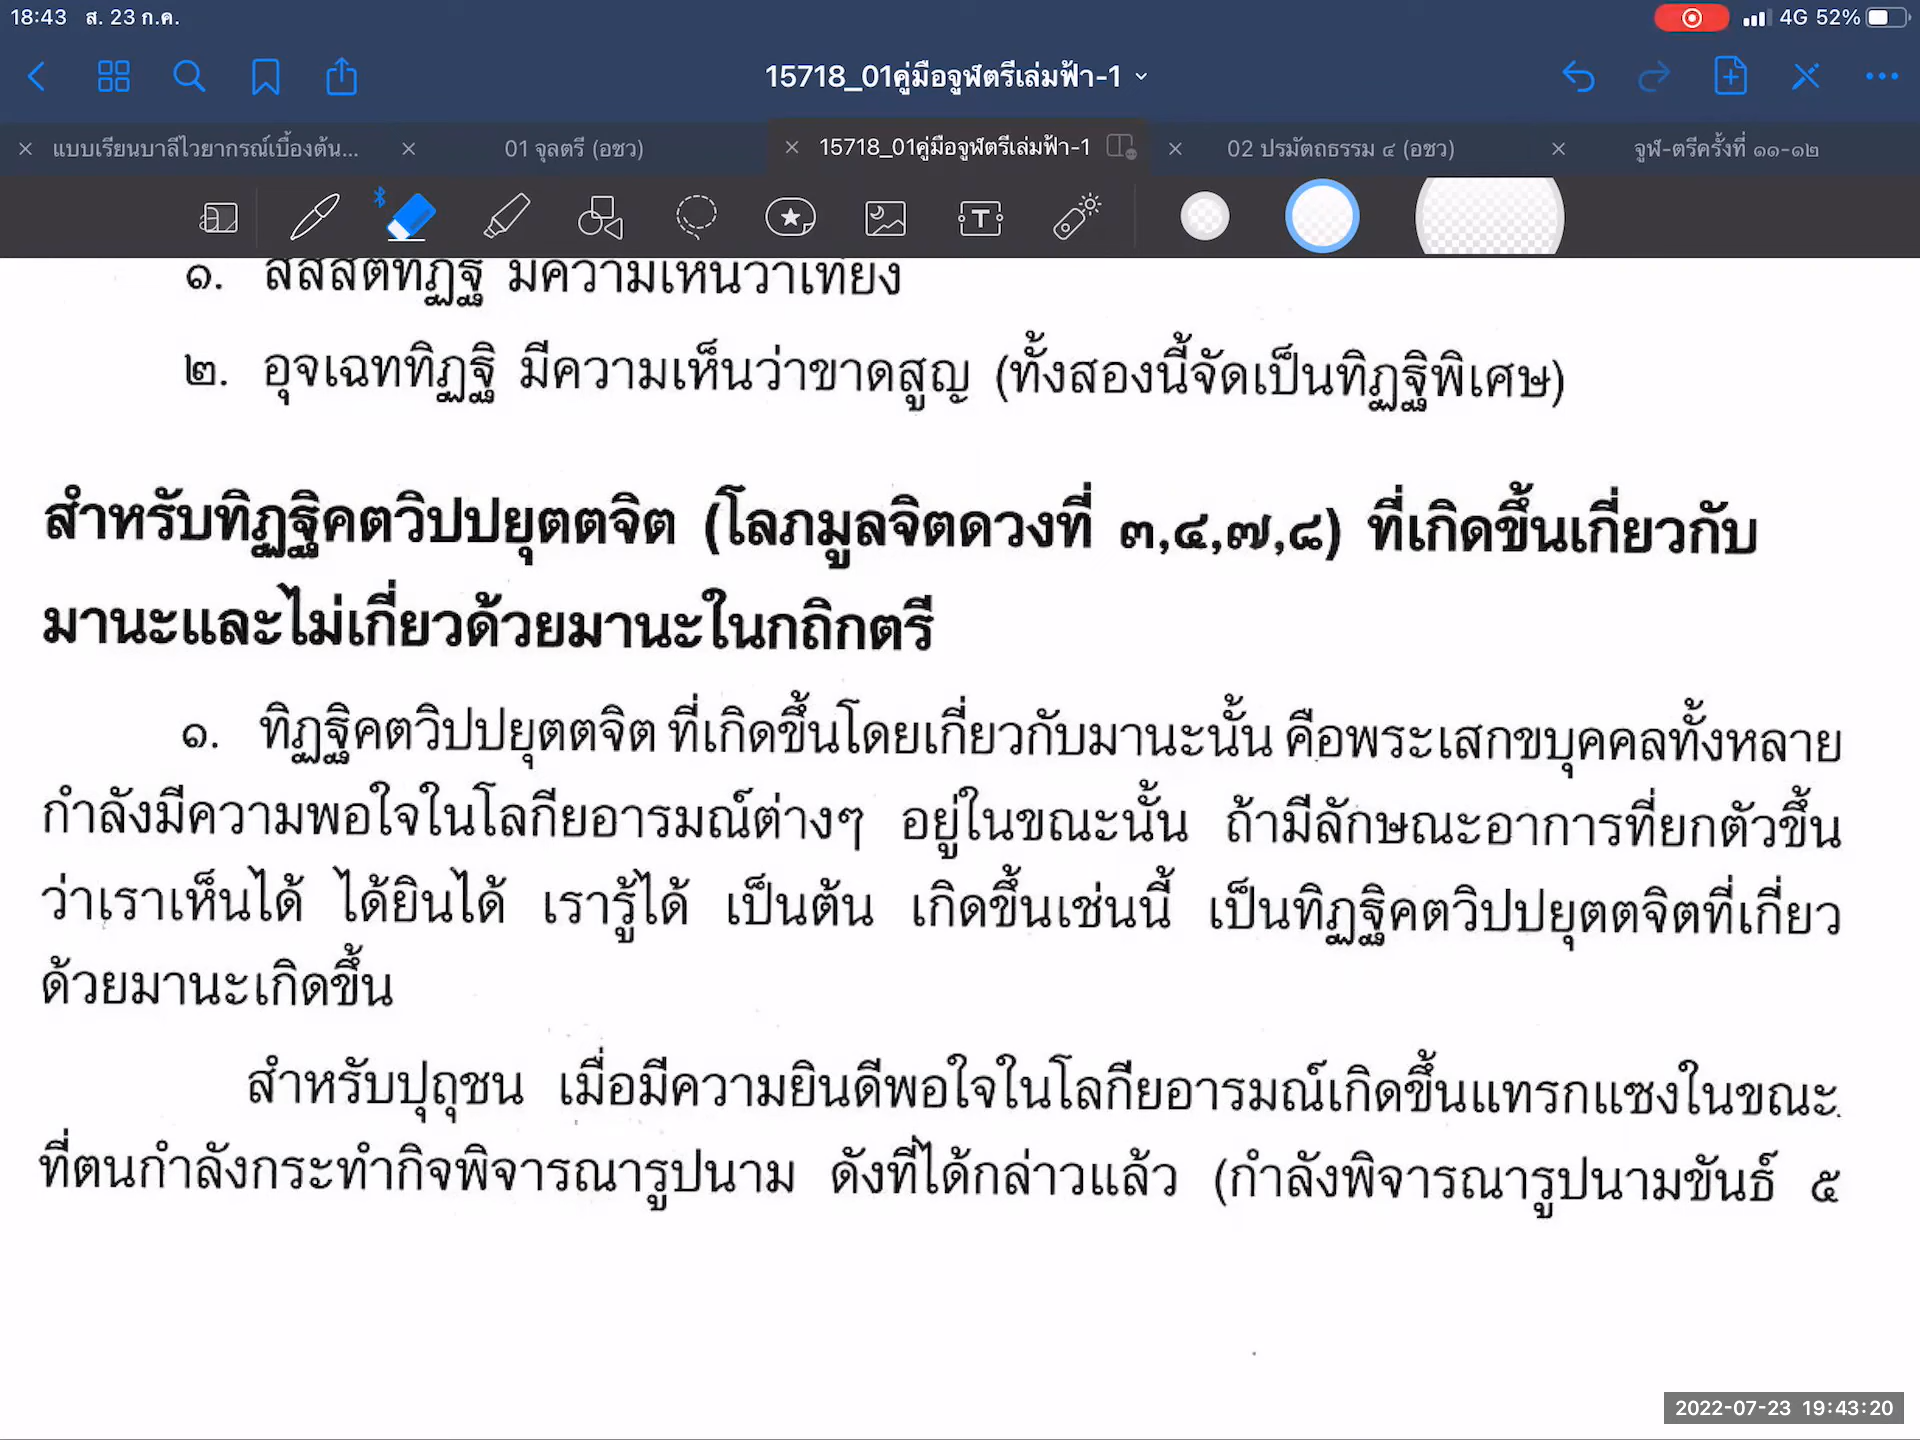 18:43 ส. 23 ก.ค.
4G 52%
15718_01คู่มือจูฬตรีเล่มฟ้า-1
แบบเรียนบาลีไวยากรณ์เบื้องต้น...
01 จุลตรี (อชว)
15718_01คู่มือจูฬตรีเล่มฟ้า-1
02 ปรมัตถธรรม ๔ (อชว)
จูฬ-ตรีครั้งที่ ๑๑-๑๒
๑. สัสสตทิฏฐิ มีความเห็นว่าเที่ยง
๒. อุจเฉททิฏฐิ มีความเห็นว่าขาดสูญ (ทั้งสองนี้จัดเป็นทิฏฐิพิเศษ)
สำหรับทิฏฐิคตวิปปยุตตจิต (โลภมูลจิตดวงที่ ๓,๔,๗,๘) ที่เกิดขึ้นเกี่ยวกับ
มานะและไม่เกี่ยวด้วยมานะในกถิกตรี
๑. ทิฏฐิคตวิปปยุตตจิต ที่เกิดขึ้นโดยเกี่ยวกับมานะนั้น คือพระเสกขบุคคลทั้งหลาย
กำลังมีความพอใจในโลกียอารมณ์ต่างๆ อยู่ในขณะนั้น ถ้ามีลักษณะอาการที่ยกตัวขึ้น
ว่าเราเห็นได้ ได้ยินได้ เรารู้ได้ เป็นต้น เกิดขึ้นเช่นนี้ เป็นทิฏฐิคตวิปปยุตตจิตที่เกี่ยว
ด้วยมานะเกิดขึ้น
สำหรับปุถุชน เมื่อมีความยินดีพอใจในโลกียอารมณ์เกิดขึ้นแทรกแซงในขณะ
ที่ตนกำลังกระทำกิจพิจารณารูปนาม ดังที่ได้กล่าวแล้ว (กำลังพิจารณารูปนามขันธ์ ๕
2022-07-23 19:43:20